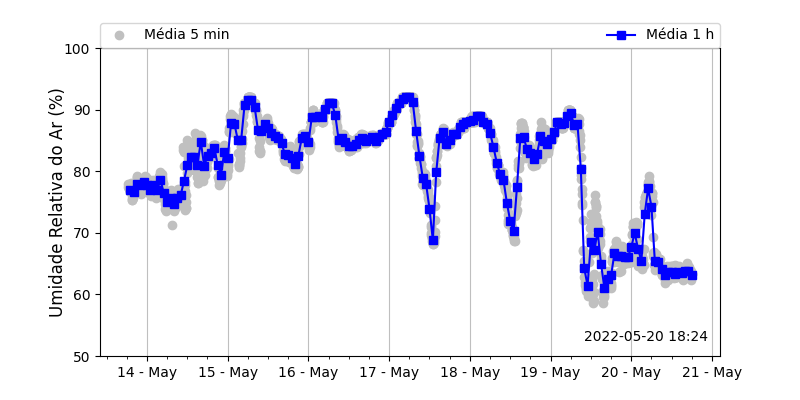 Média 5 min
Média 1 h
Umidade Relativa do Ar (%)
100
90
80
70
60
50
2022-05-20 18:24
14 - May
15 - May
16 - May
17 - May
18 - May
19 - May
20 - May
21 - May